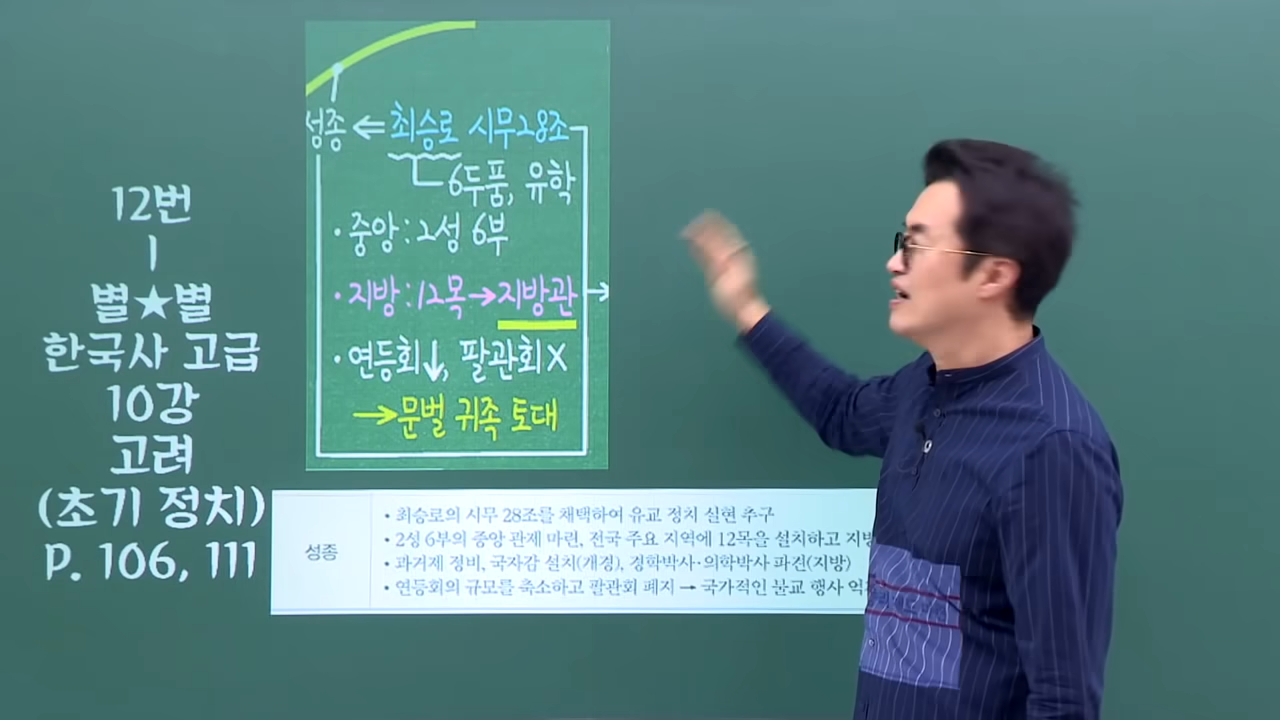 12번
별★별
한국사 고급
10강
고려
(초기 정치)
P. 106, 111
성종 ⇐ 최승로 시무28조
6두품, 유학
· 중앙 : 2성 6부
· 지방 : 12목→지방관→
· 연등회↓, 팔관회X
→문벌 귀족 토대
성종
• 최승로의 시무 28조를 채택하여 유교 정치 실현 추구
• 2성 6부의 중앙 관제 마련, 전국 주요 지역에 12목을 설치하고
• 과거제 정비, 국자감 설치(개경), 경학박사·의학박사 파견(지방)
• 연등회의 규모를 축소하고 팔관회 폐지 → 국가적인 불교 행사